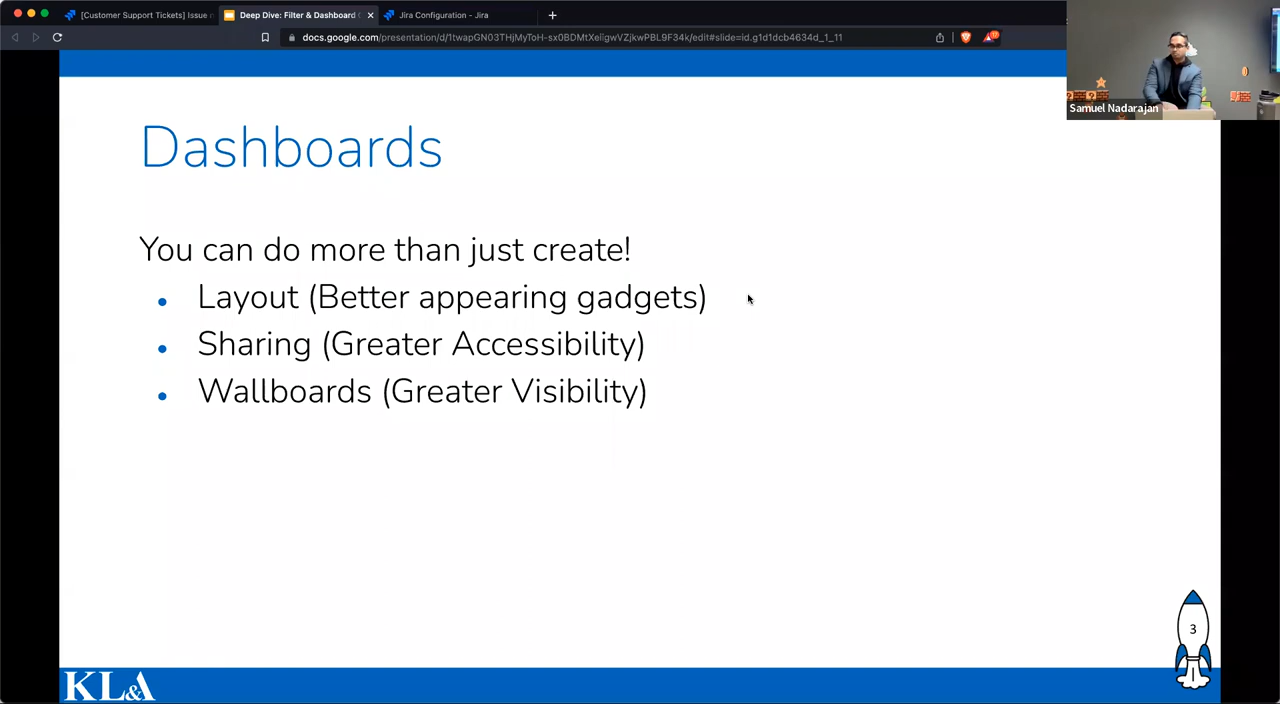 [Customer Support Tickets] Issue
Deep Dive: Filter & Dashboard
Jira Configuration - Jira
docs.google.com/presentation/d/1twapGN03THjMyToH-sx0BDMtXeligwVZjkwPBL9F34k/edit#slide=id.g1d1dcb4634d_1_11
Samuel Nadarajan
Dashboards
You can do more than just create!
• Layout (Better appearing gadgets)
• Sharing (Greater Accessibility)
• Wallboards (Greater Visibility)
3
KL&A